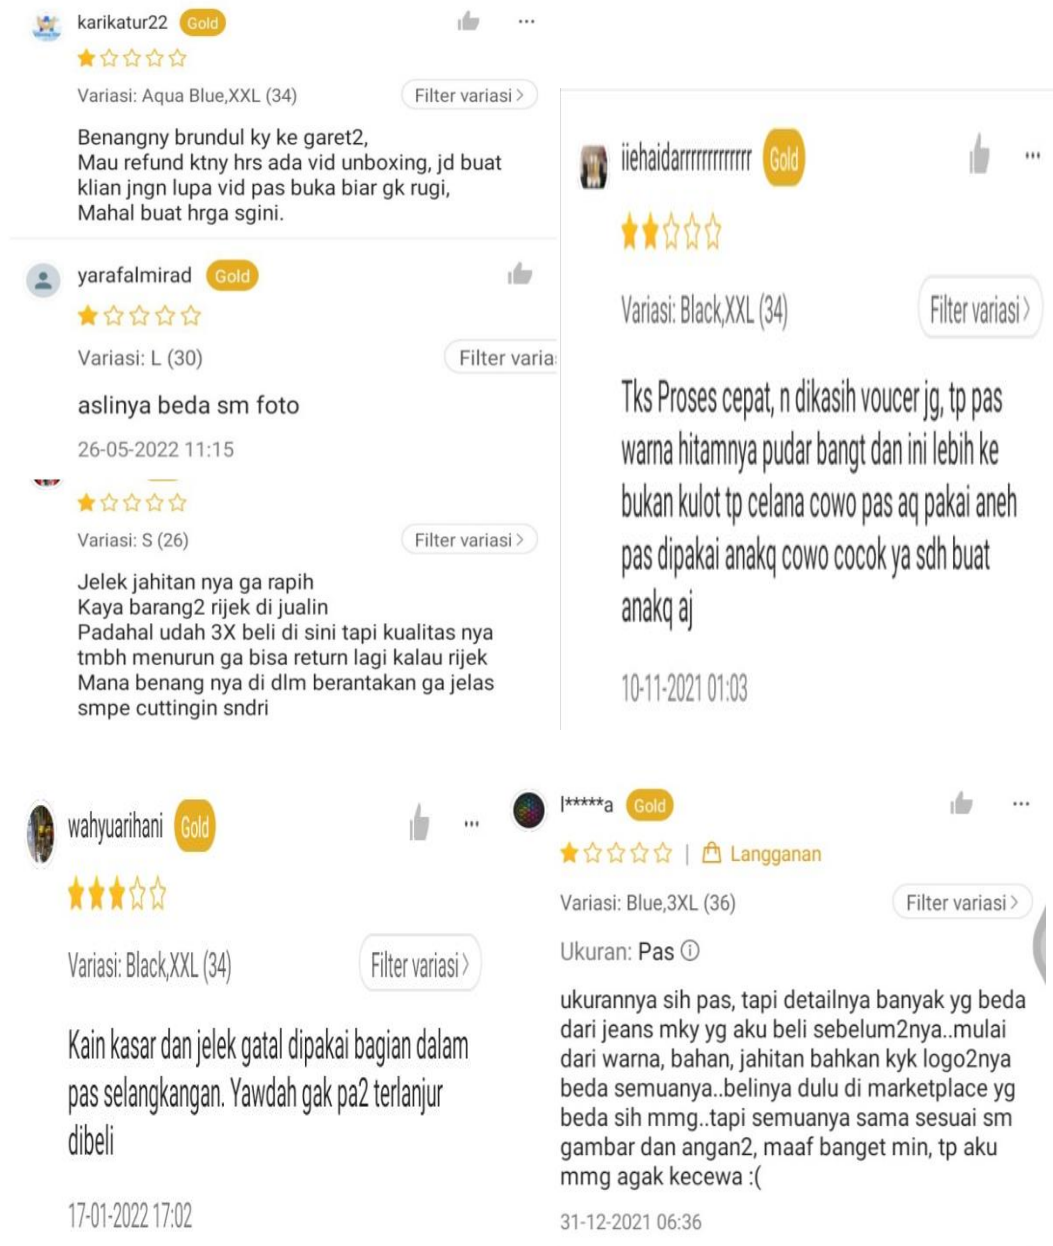 karikatur22 Gold
Variasi: Aqua Blue,XXL (34) Filter variasi >
Benangny brundul ky ke garet2,
Mau refund ktny hrs ada vid unboxing, jd buat
klian jngn lupa vid pas buka biar gk rugi,
Mahal buat hrga sgini.
yarafalmirad Gold
Variasi: L (30) Filter varia
aslinya beda sm foto
26-05-2022 11:15
Variasi: S (26) Filter variasi >
Jelek jahitan nya ga rapih
Kaya barang2 rijek di jualin
Padahal udah 3X beli di sini tapi kualitas nya
tmbh menurun ga bisa return lagi kalau rijek
Mana benang nya di dlm berantakan ga jelas
smpe cuttingin sndri
iiehaidarrrrrrrrrrrrr Gold
Variasi: Black,XXL (34) Filter variasi >
Tks Proses cepat, n dikasih voucer jg, tp pas
warna hitamnya pudar bangt dan ini lebih ke
bukan kulot tp celana cowo pas aq pakai aneh
pas dipakai anakq cowo cocok ya sdh buat
anakq aj
10-11-2021 01:03
wahyuarihani Gold
Variasi: Black,XXL (34) Filter variasi >
Kain kasar dan jelek gatal dipakai bagian dalam
pas selangkangan. Yawdah gak pa2 terlanjur
dibeli
17-01-2022 17:02
l*****a Gold
| Langganan
Variasi: Blue,3XL (36) Filter variasi >
Ukuran: Pas
ukurannya sih pas, tapi detailnya banyak yg beda
dari jeans mky yg aku beli sebelum2nya..mulai
dari warna, bahan, jahitan bahkan kyk logo2nya
beda semuanya..belinya dulu di marketplace yg
beda sih mmg..tapi semuanya sama sesuai sm
gambar dan angan2, maaf banget min, tp aku
mmg agak kecewa :(
31-12-2021 06:36